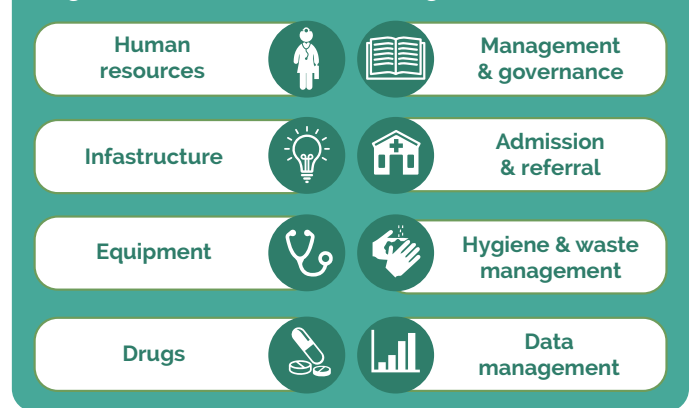 Human
resources
Management
& governance
Infastructure
Admission
& referral
Equipment
Hygiene & waste
management
Drugs
Data
management